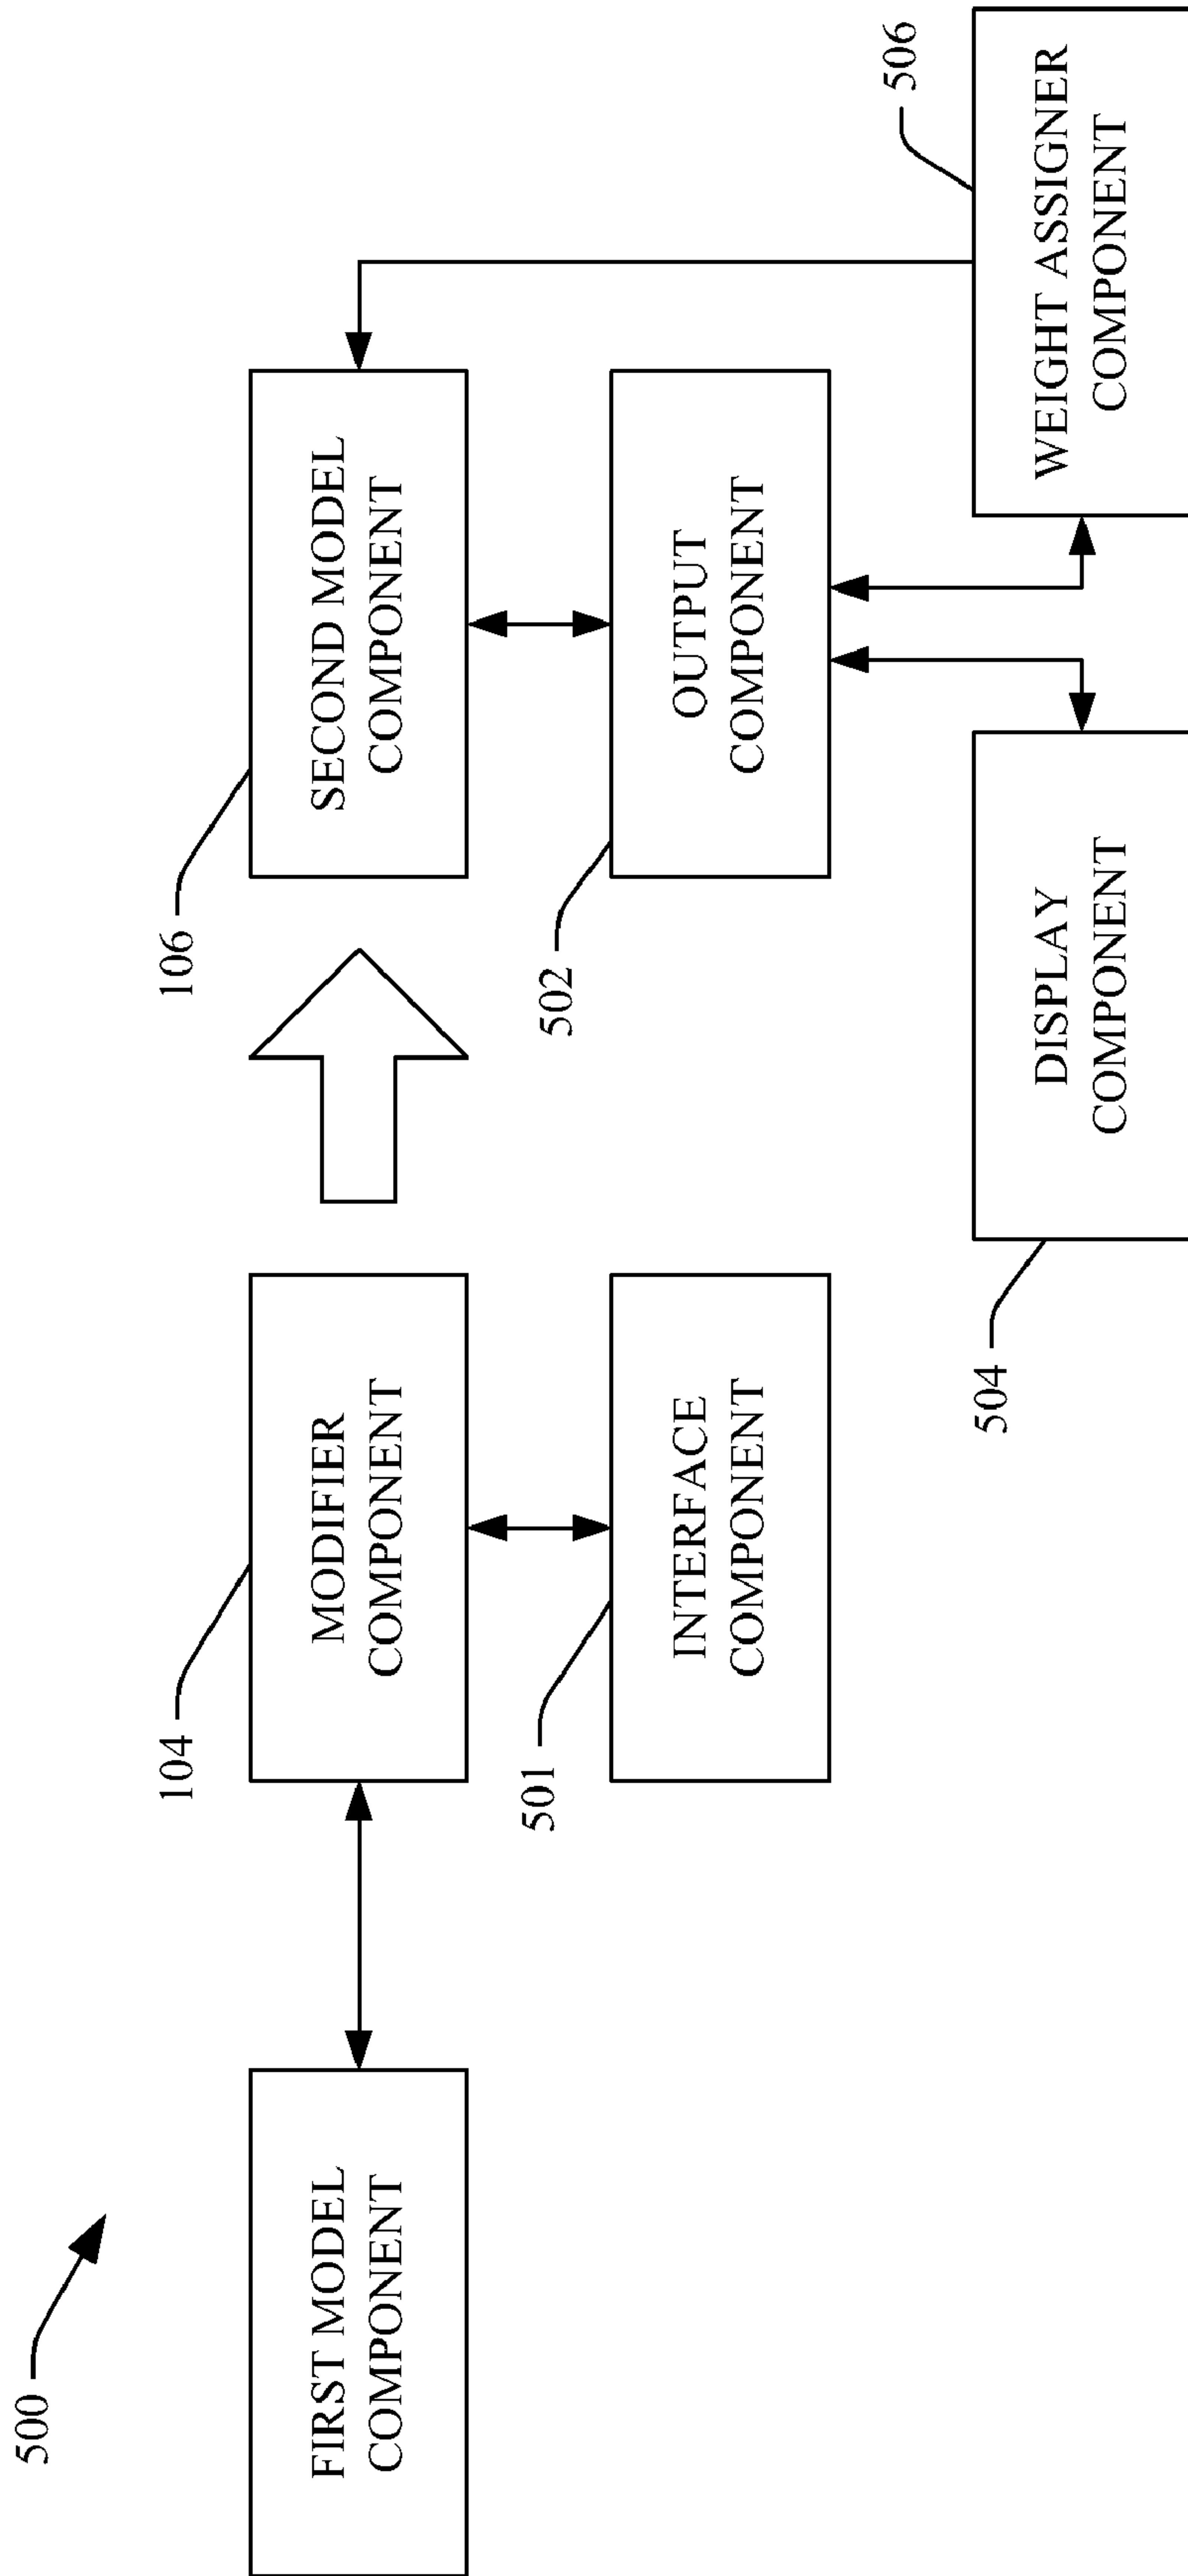 500
FIRST MODEL
COMPONENT
104
MODIFIER
COMPONENT
106
SECOND MODEL
COMPONENT
501
INTERFACE
COMPONENT
502
OUTPUT
COMPONENT
504
DISPLAY
COMPONENT
506
WEIGHT ASSIGNER
COMPONENT